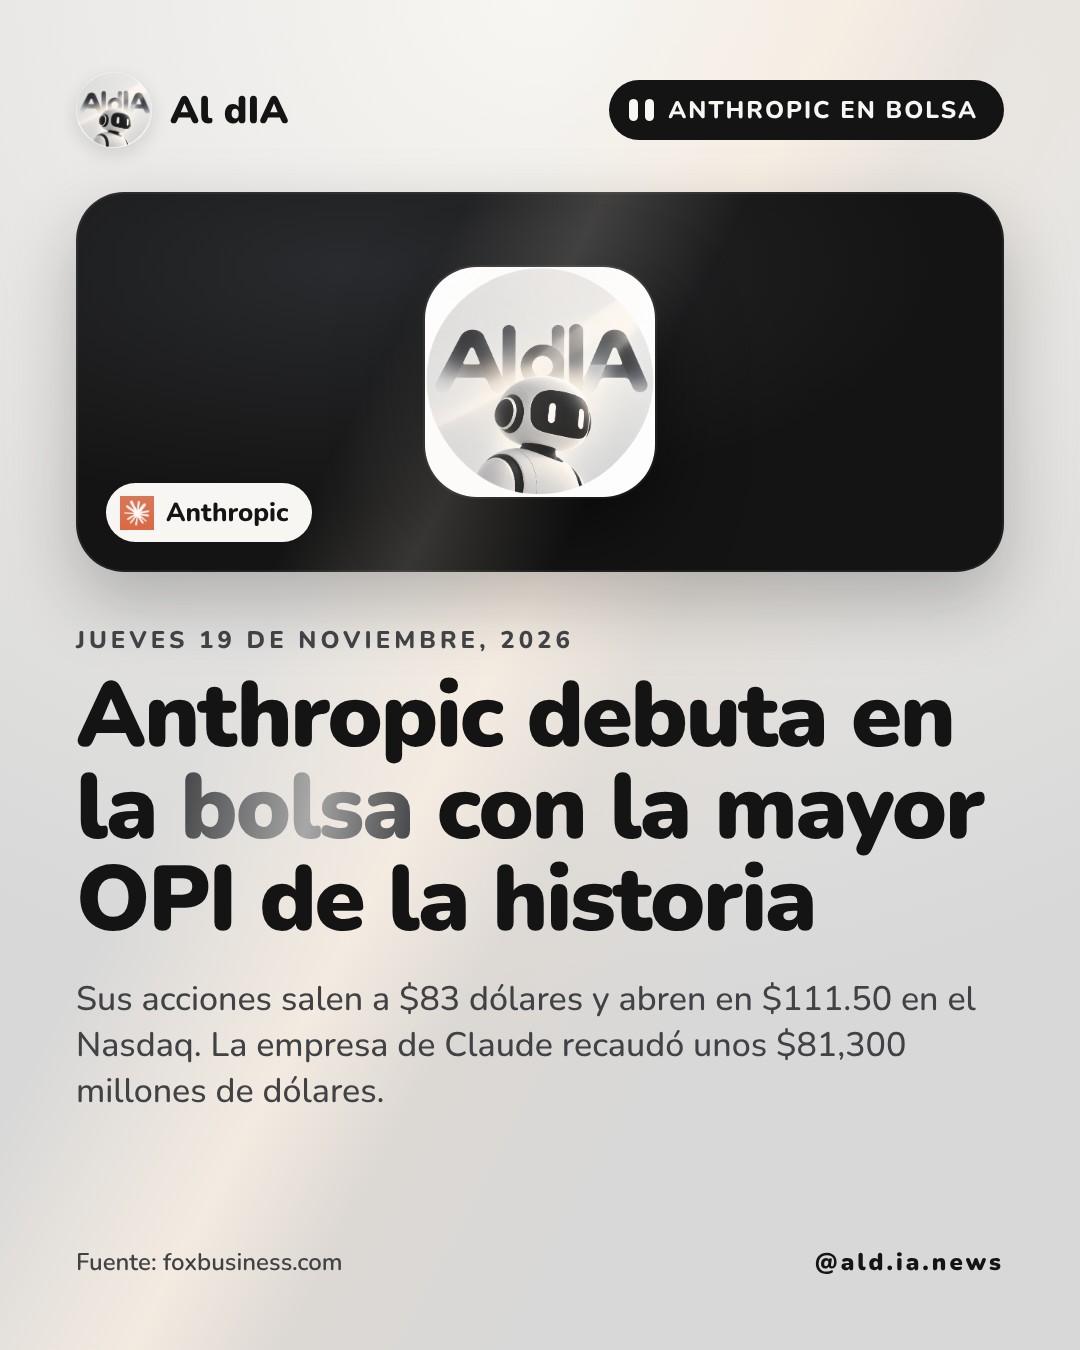 AldIA
Al dIA
ANTHROPIC EN BOLSA
AldIA
Anthropic
JUEVES 19 DE NOVIEMBRE, 2026
Anthropic debuta en
la bolsa con la mayor
OPI de la historia
Sus acciones salen a $83 dólares y abren en $111.50 en el
Nasdaq. La empresa de Claude recaudó unos $81,300
millones de dólares.
Fuente: foxbusiness.com
@ald.ia.news